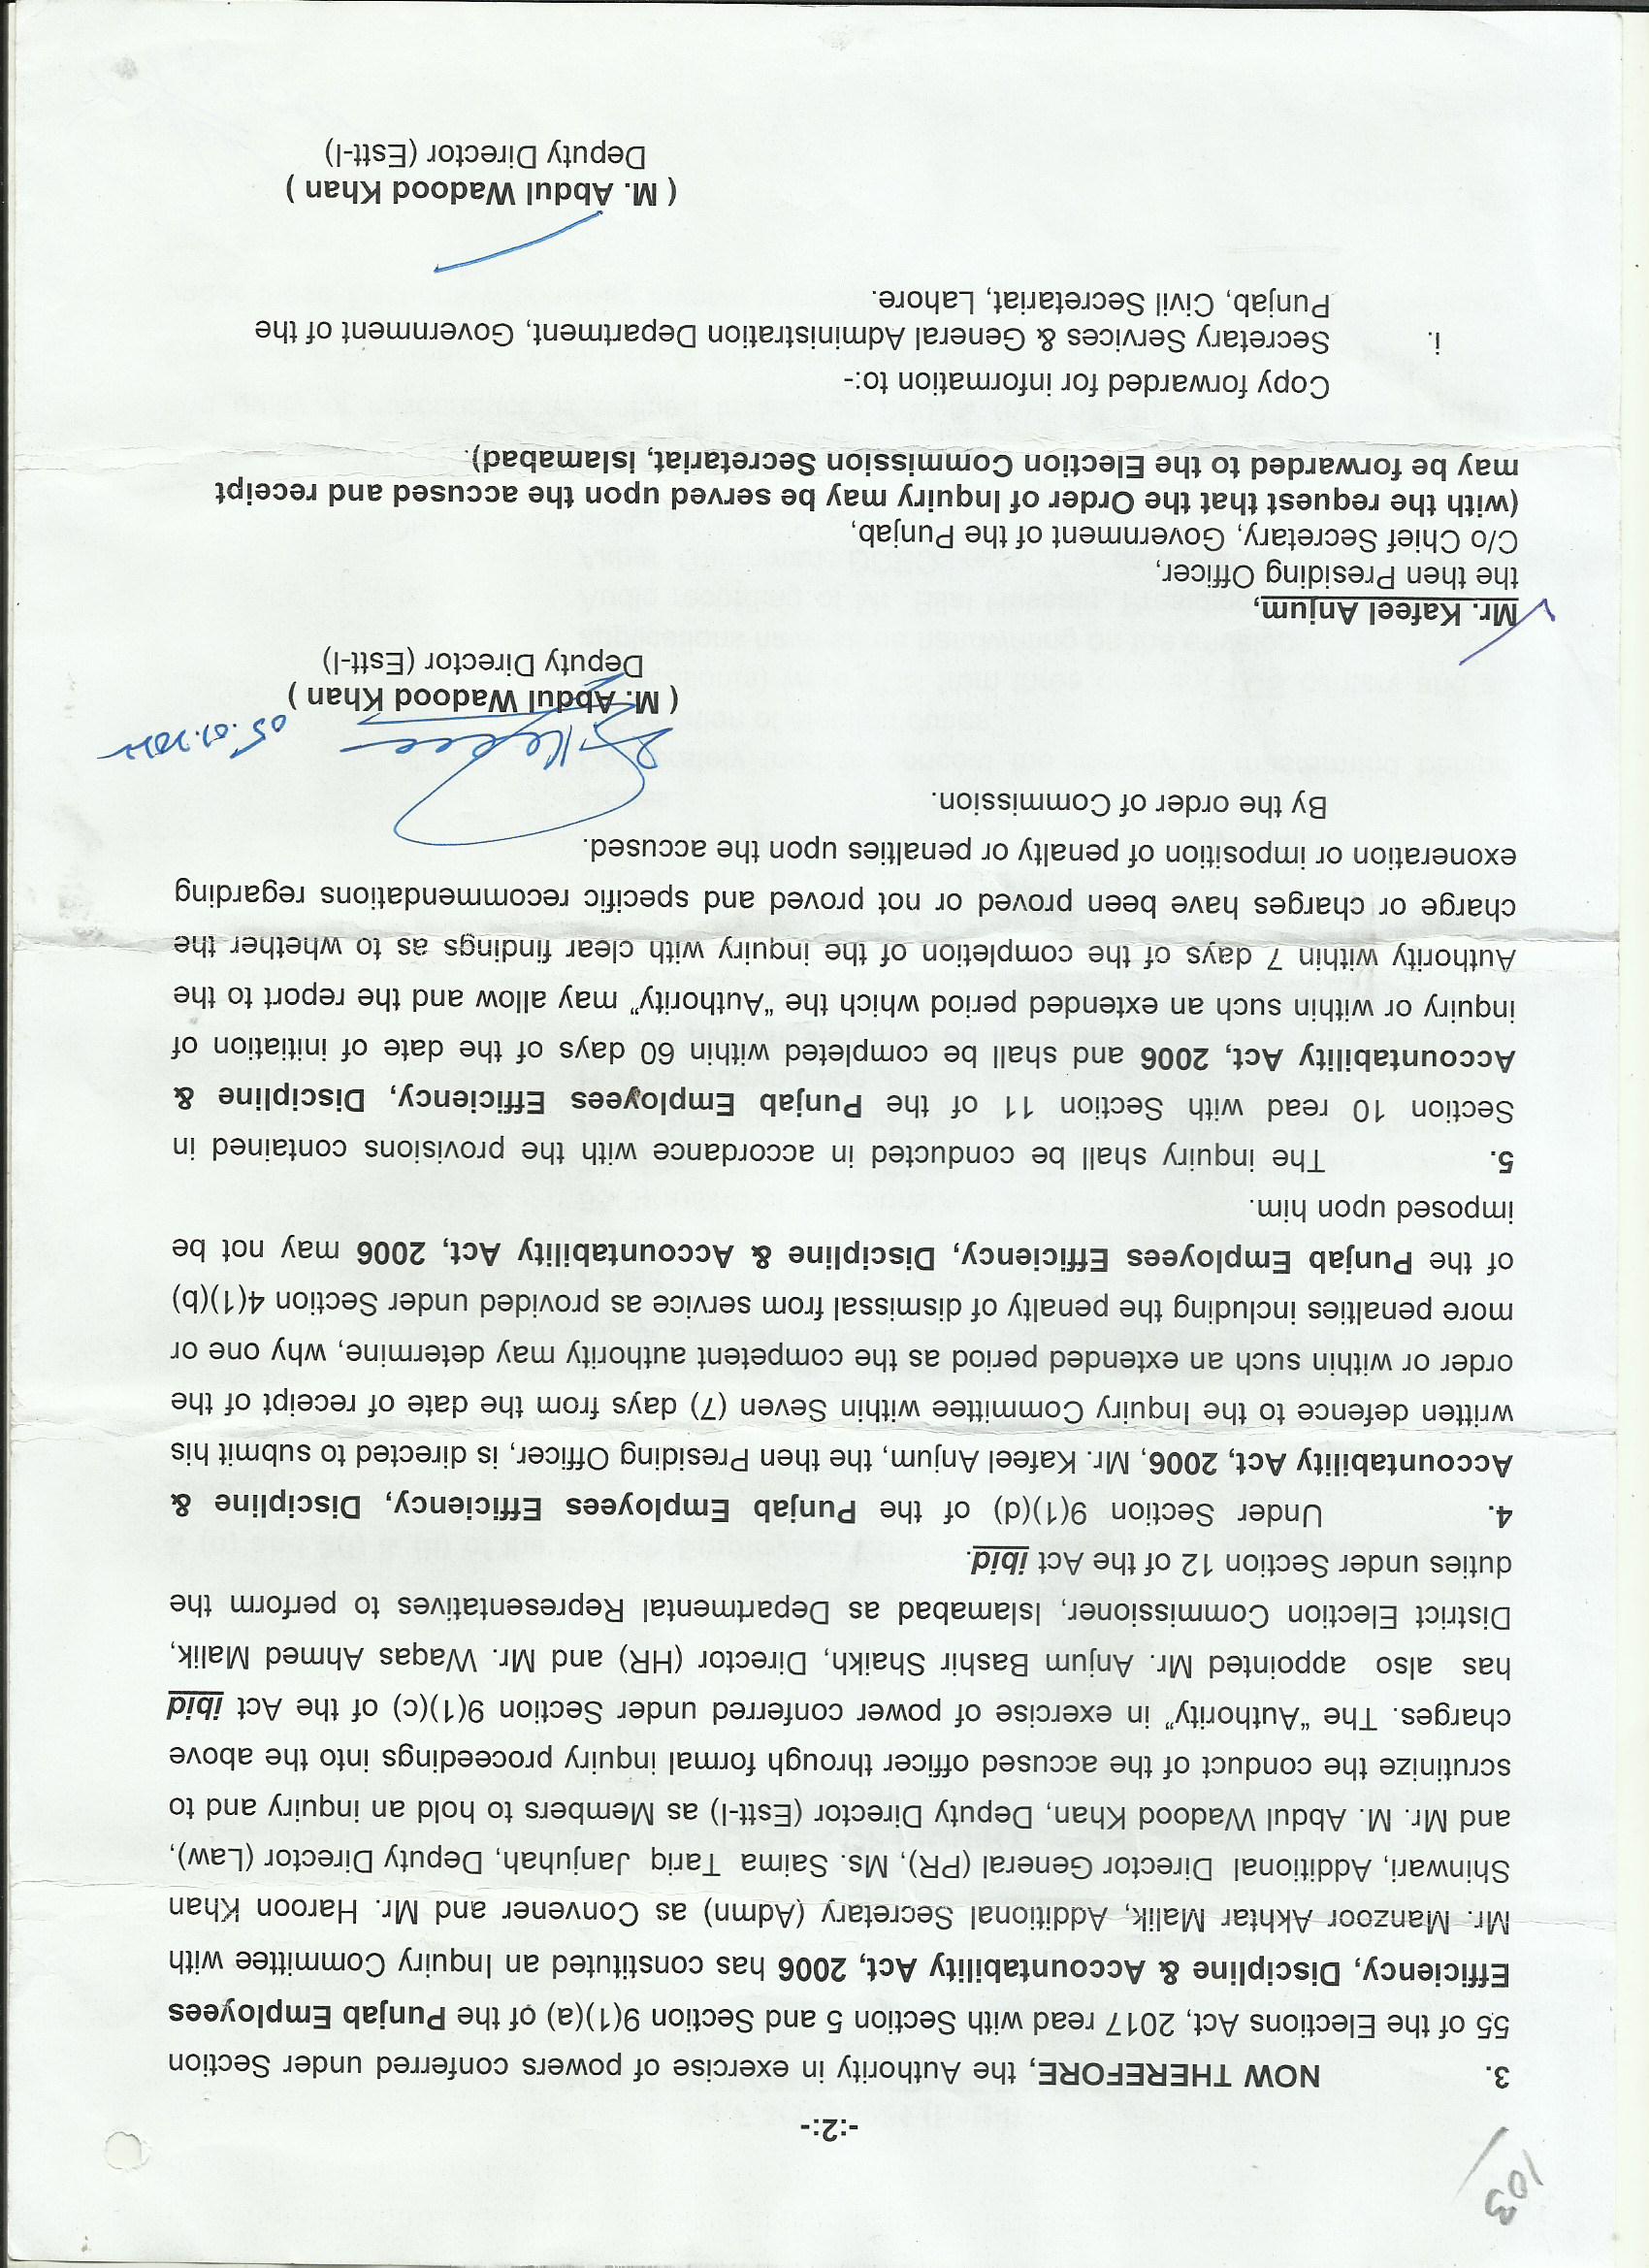 103
-:2:-
3. NOW THEREFORE, the Authority in exercise of powers conferred under Section
55 of the Elections Act, 2017 read with Section 5 and Section 9(1)(a) of the Punjab Employees
Efficiency, Discipline & Accountability Act, 2006 has constituted an Inquiry Committee with
Mr. Manzoor Akhtar Malik, Additional Secretary (Admn) as Convener and Mr. Haroon Khan
Shinwari, Additional Director General (PR), Ms. Saima Tariq Janjuhah, Deputy Director (Law),
and Mr. M. Abdul Wadood Khan, Deputy Director (Estt-I) as Members to hold an inquiry and to
scrutinize the conduct of the accused officer through formal inquiry proceedings into the above
charges. The "Authority" in exercise of power conferred under Section 9(1)(c) of the Act ibid
has also appointed Mr. Anjum Bashir Shaikh, Director (HR) and Mr. Waqas Ahmed Malik,
District Election Commissioner, Islamabad as Departmental Representatives to perform the
duties under Section 12 of the Act ibid.
4. Under Section 9(1)(d) of the Punjab Employees Efficiency, Discipline &
Accountability Act, 2006, Mr. Kafeel Anjum, the then Presiding Officer, is directed to submit his
written defence to the Inquiry Committee within Seven (7) days from the date of receipt of the
order or within such an extended period as the competent authority may determine, why one or
more penalties including the penalty of dismissal from service as provided under Section 4(1)(b)
of the Punjab Employees Efficiency, Discipline & Accountability Act, 2006 may not be
imposed upon him.
5. The inquiry shall be conducted in accordance with the provisions contained in
Section 10 read with Section 11 of the Punjab Employees Efficiency, Discipline &
Accountability Act, 2006 and shall be completed within 60 days of the date of initiation of
inquiry or within such an extended period which the "Authority" may allow and the report to the
Authority within 7 days of the completion of the inquiry with clear findings as to whether the
charge or charges have been proved or not proved and specific recommendations regarding
exoneration or imposition of penalty or penalties upon the accused.
By the order of Commission.
05.01.2022
( M. Abdul Wadood Khan )
Deputy Director (Estt-I)
Mr. Kafeel Anjum,
the then Presiding Officer,
C/o Chief Secretary, Government of the Punjab,
(with the request that the Order of Inquiry may be served upon the accused and receipt
may be forwarded to the Election Commission Secretariat, Islamabad).
Copy forwarded for information to:-
i. Secretary Services & General Administration Department, Government of the
Punjab, Civil Secretariat, Lahore.
( M. Abdul Wadood Khan )
Deputy Director (Estt-I)